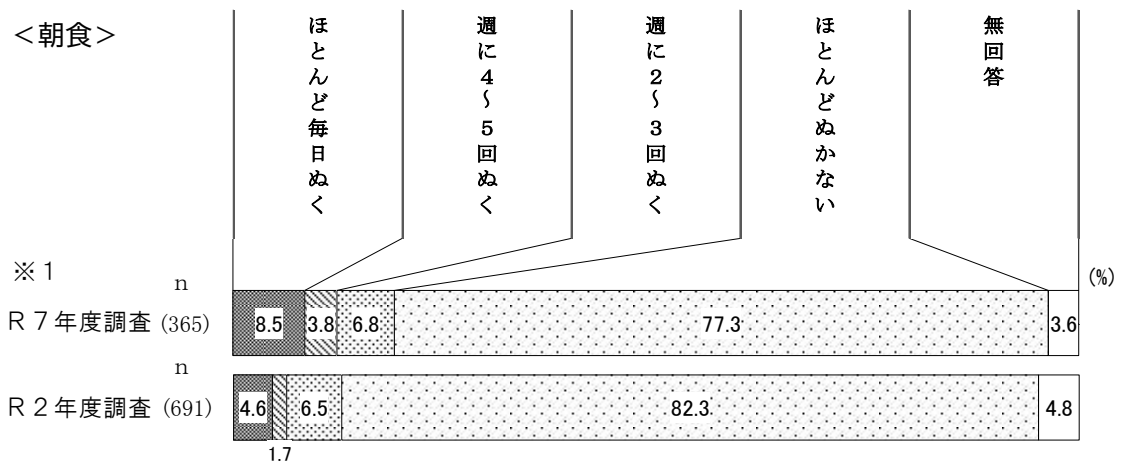 ＜朝食＞
ほとんど毎日ぬく
週に４～５回ぬく
週に２～３回ぬく
ほとんどぬかない
無回答
(%)
※１
n
Ｒ７年度調査 (365)
8.5 3.8 6.8 77.3 3.6
n
Ｒ２年度調査 (691)
4.6 6.5 82.3 4.8
1.7